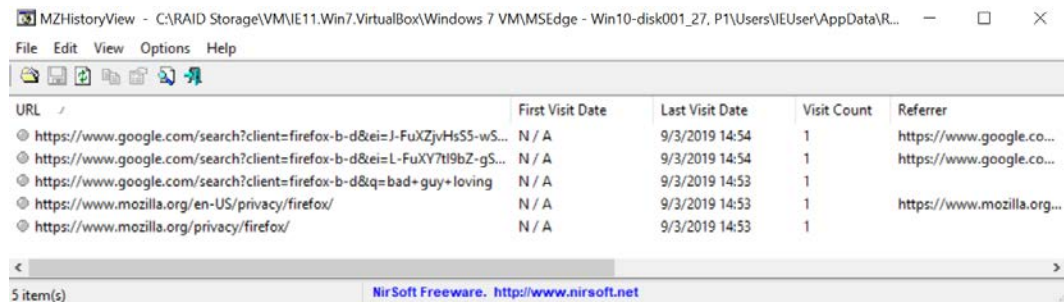 MZHistoryView - C:\RAID Storage\VM\IE11.Win7.VirtualBox\Windows 7 VM\MSEdge - Win10-disk001_27, P1\Users\IEUser\AppData\R...
File Edit View Options Help
URL First Visit Date Last Visit Date Visit Count Referrer
https://www.google.com/search?client=firefox-b-d&ei=J-FuXZjvHsS5-wS... N / A 9/3/2019 14:54 1 https://www.google.co...
https://www.google.com/search?client=firefox-b-d&ei=L-FuXY7tI9bZ-gS... N / A 9/3/2019 14:54 1 https://www.google.co...
https://www.google.com/search?client=firefox-b-d&q=bad+guy+loving N / A 9/3/2019 14:53 1
https://www.mozilla.org/en-US/privacy/firefox/ N / A 9/3/2019 14:53 1 https://www.mozilla.org...
https://www.mozilla.org/privacy/firefox/ N / A 9/3/2019 14:53 1
5 item(s) NirSoft Freeware. http://www.nirsoft.net